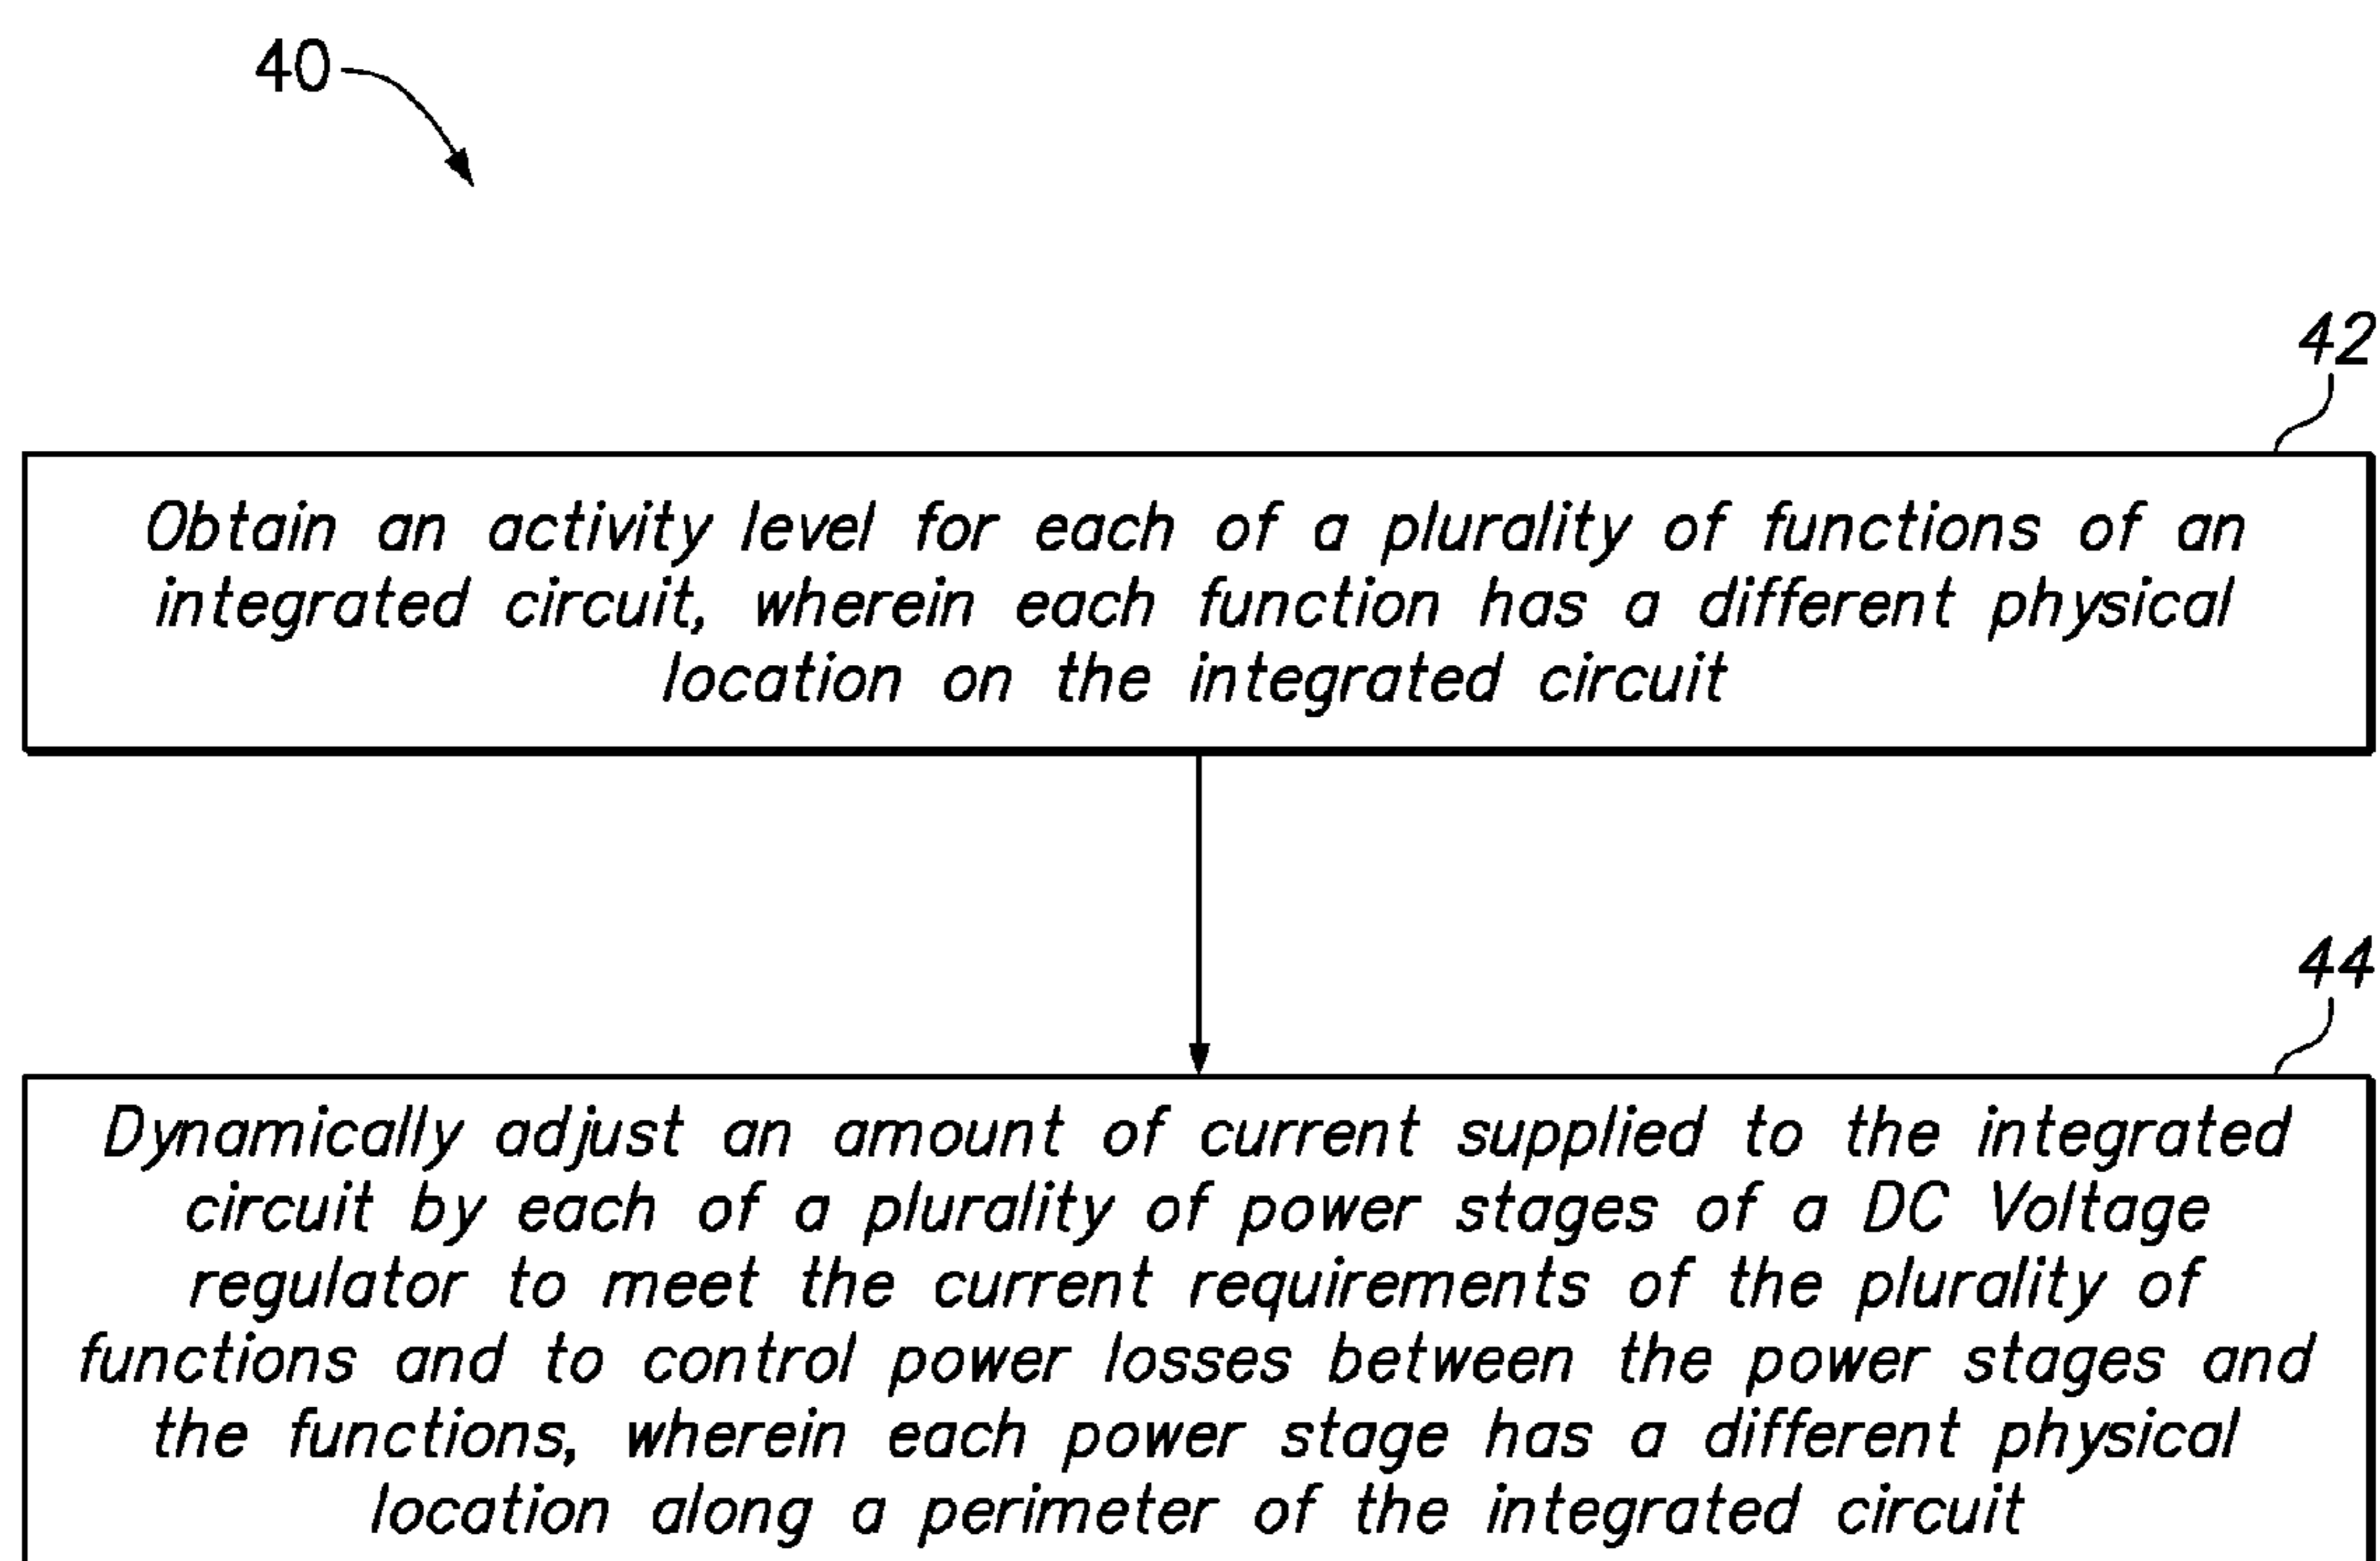 40
42
Obtain an activity level for each of a plurality of functions of an
integrated circuit, wherein each function has a different physical
location on the integrated circuit
44
Dynamically adjust an amount of current supplied to the integrated
circuit by each of a plurality of power stages of a DC Voltage
regulator to meet the current requirements of the plurality of
functions and to control power losses between the power stages and
the functions, wherein each power stage has a different physical
location along a perimeter of the integrated circuit